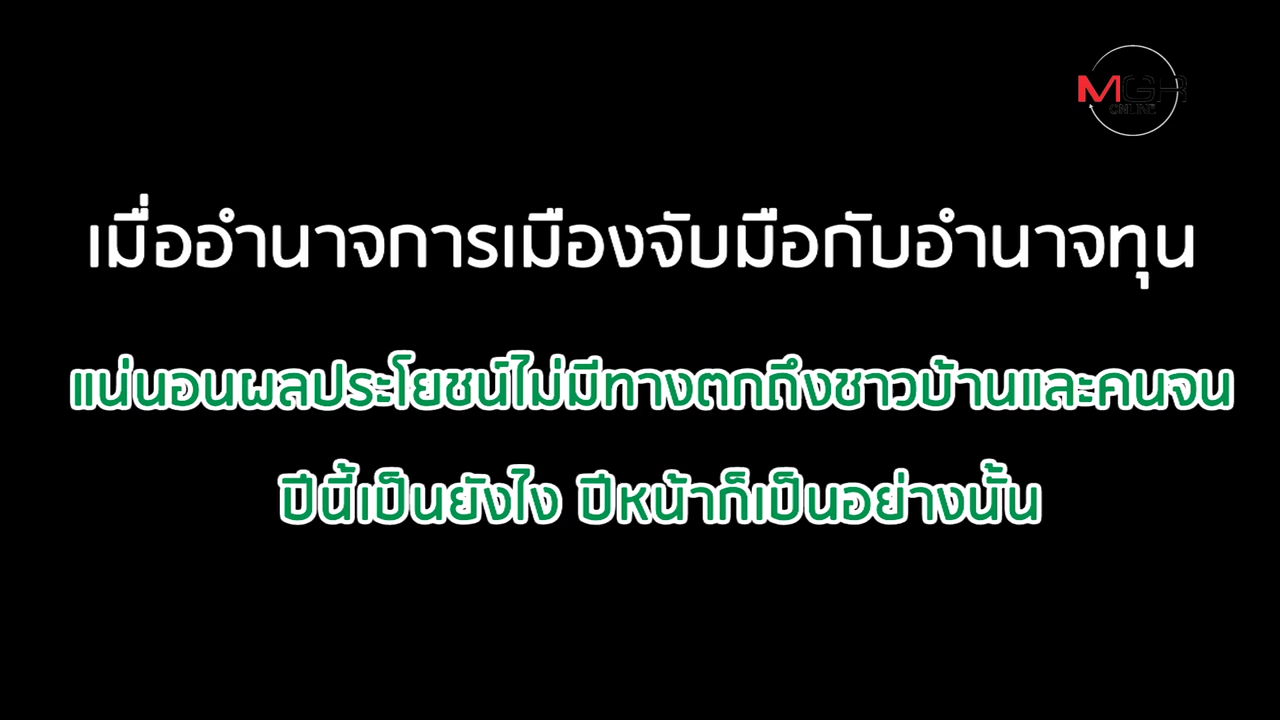 MGR
ONLINE
เมื่ออำนาจการเมืองจับมือกับอำนาจทุน
แน่นอนผลประโยชน์ไม่มีทางตกถึงชาวบ้านและคนจน
ปีนี้เป็นยังไง ปีหน้าก็เป็นอย่างนั้น